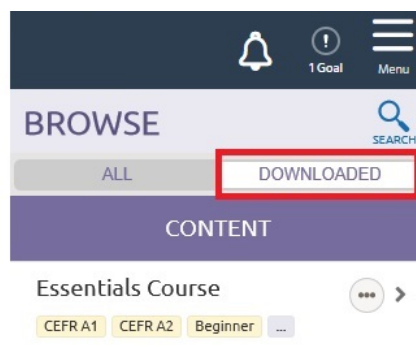 1 Goal
Menu
BROWSE
SEARCH
ALL
DOWNLOADED
CONTENT
Essentials Course
CEFR A1 CEFR A2 Beginner ...